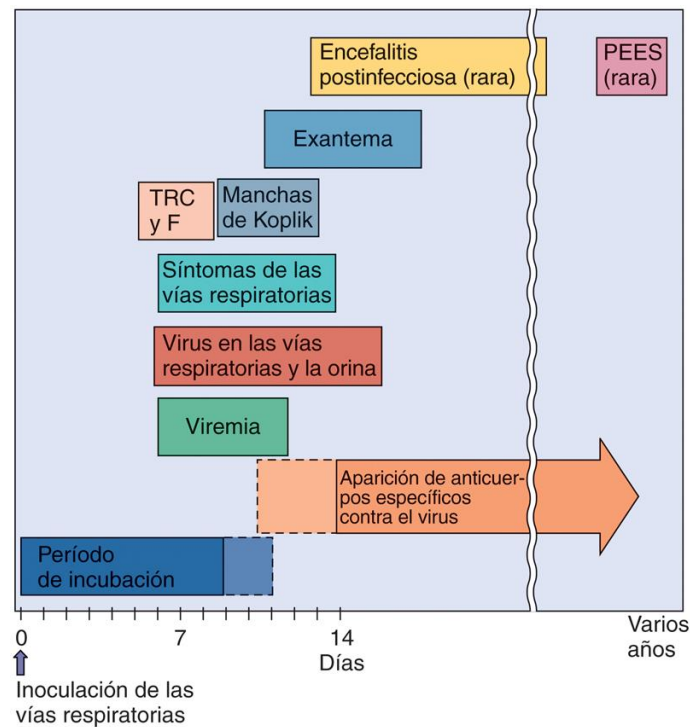 Encefalitis
postinfecciosa (rara)
PEES
(rara)
Exantema
TRC
y F
Manchas
de Koplik
Síntomas de las
vías respiratorias
Virus en las vías
respiratorias y la orina
Viremia
Aparición de anticuer-
pos específicos
contra el virus
Período
de incubación
0
7
14
Días
Varios
años
Inoculación de las
vías respiratorias